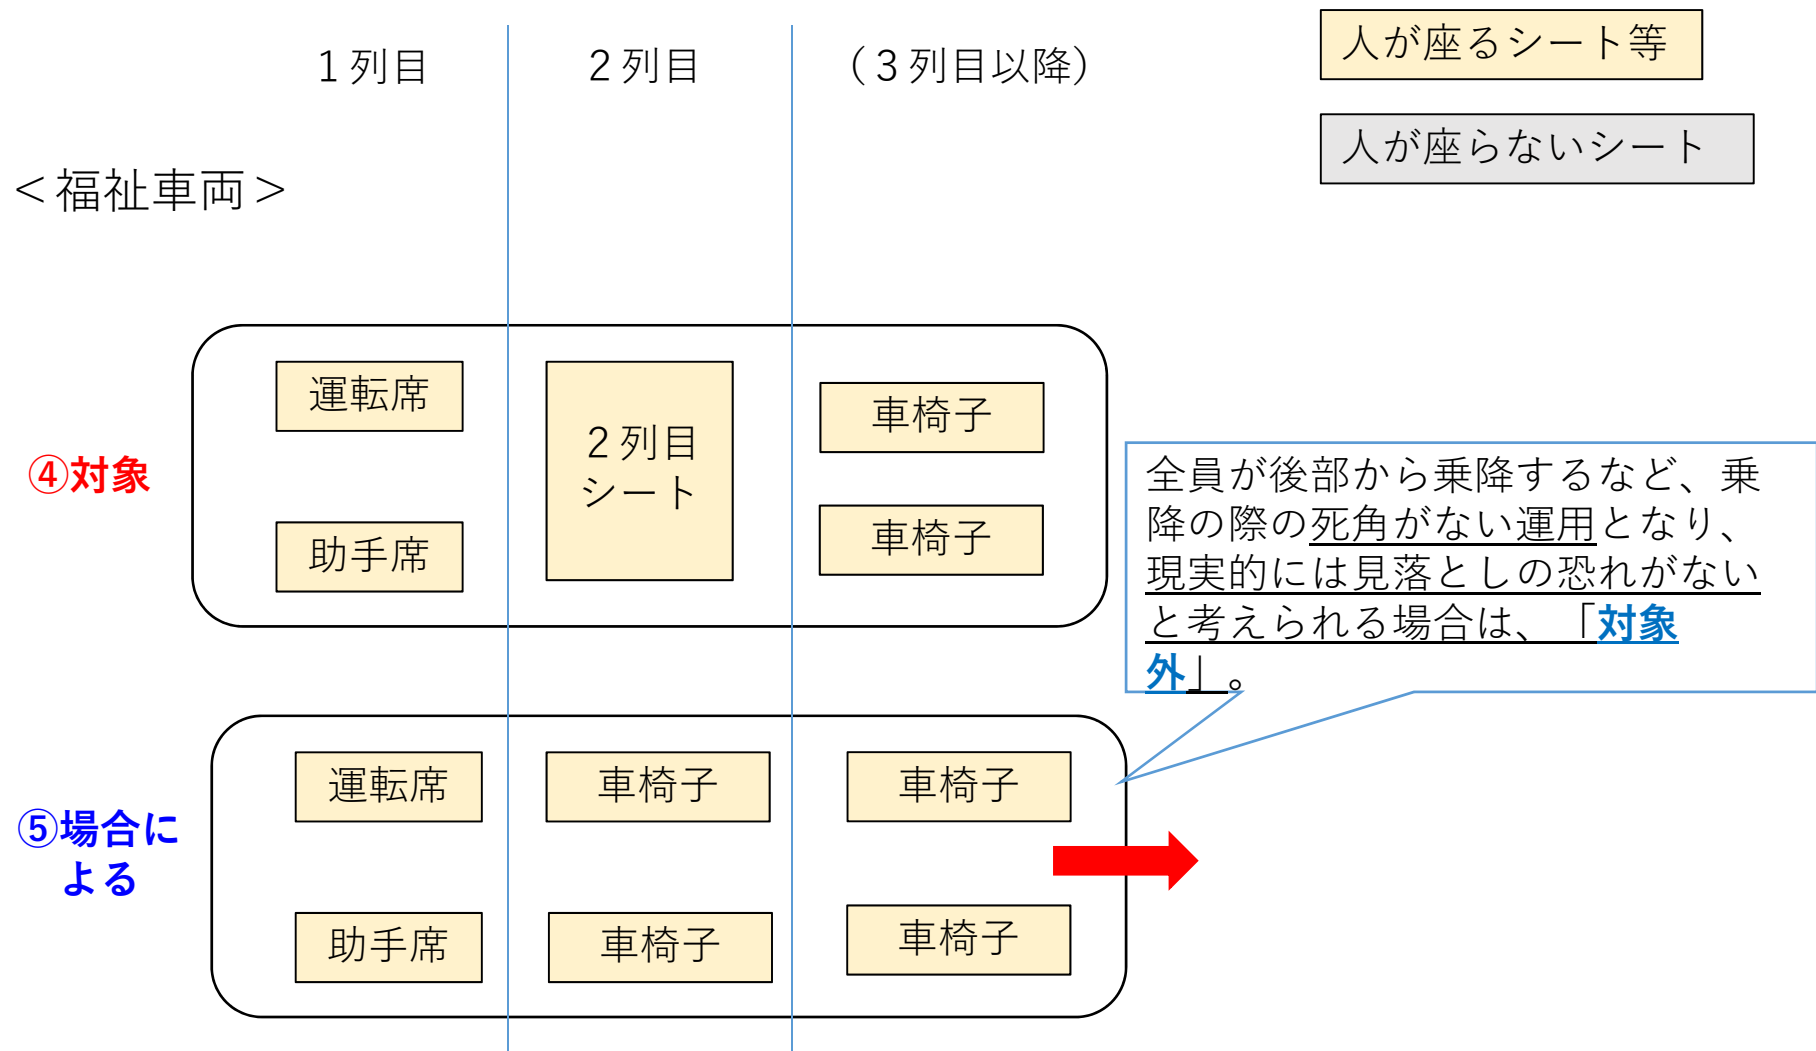 １列目
２列目
（３列目以降）
人が座るシート等
人が座らないシート
＜福祉車両＞
④対象
運転席
助手席
２列目
シート
車椅子
車椅子
全員が後部から乗降するなど、乗
降の際の死角がない運用となり、
現実的には見落としの恐れがない
と考えられる場合は、「対象
外」。
⑤場合に
よる
運転席
車椅子
車椅子
助手席
車椅子
車椅子